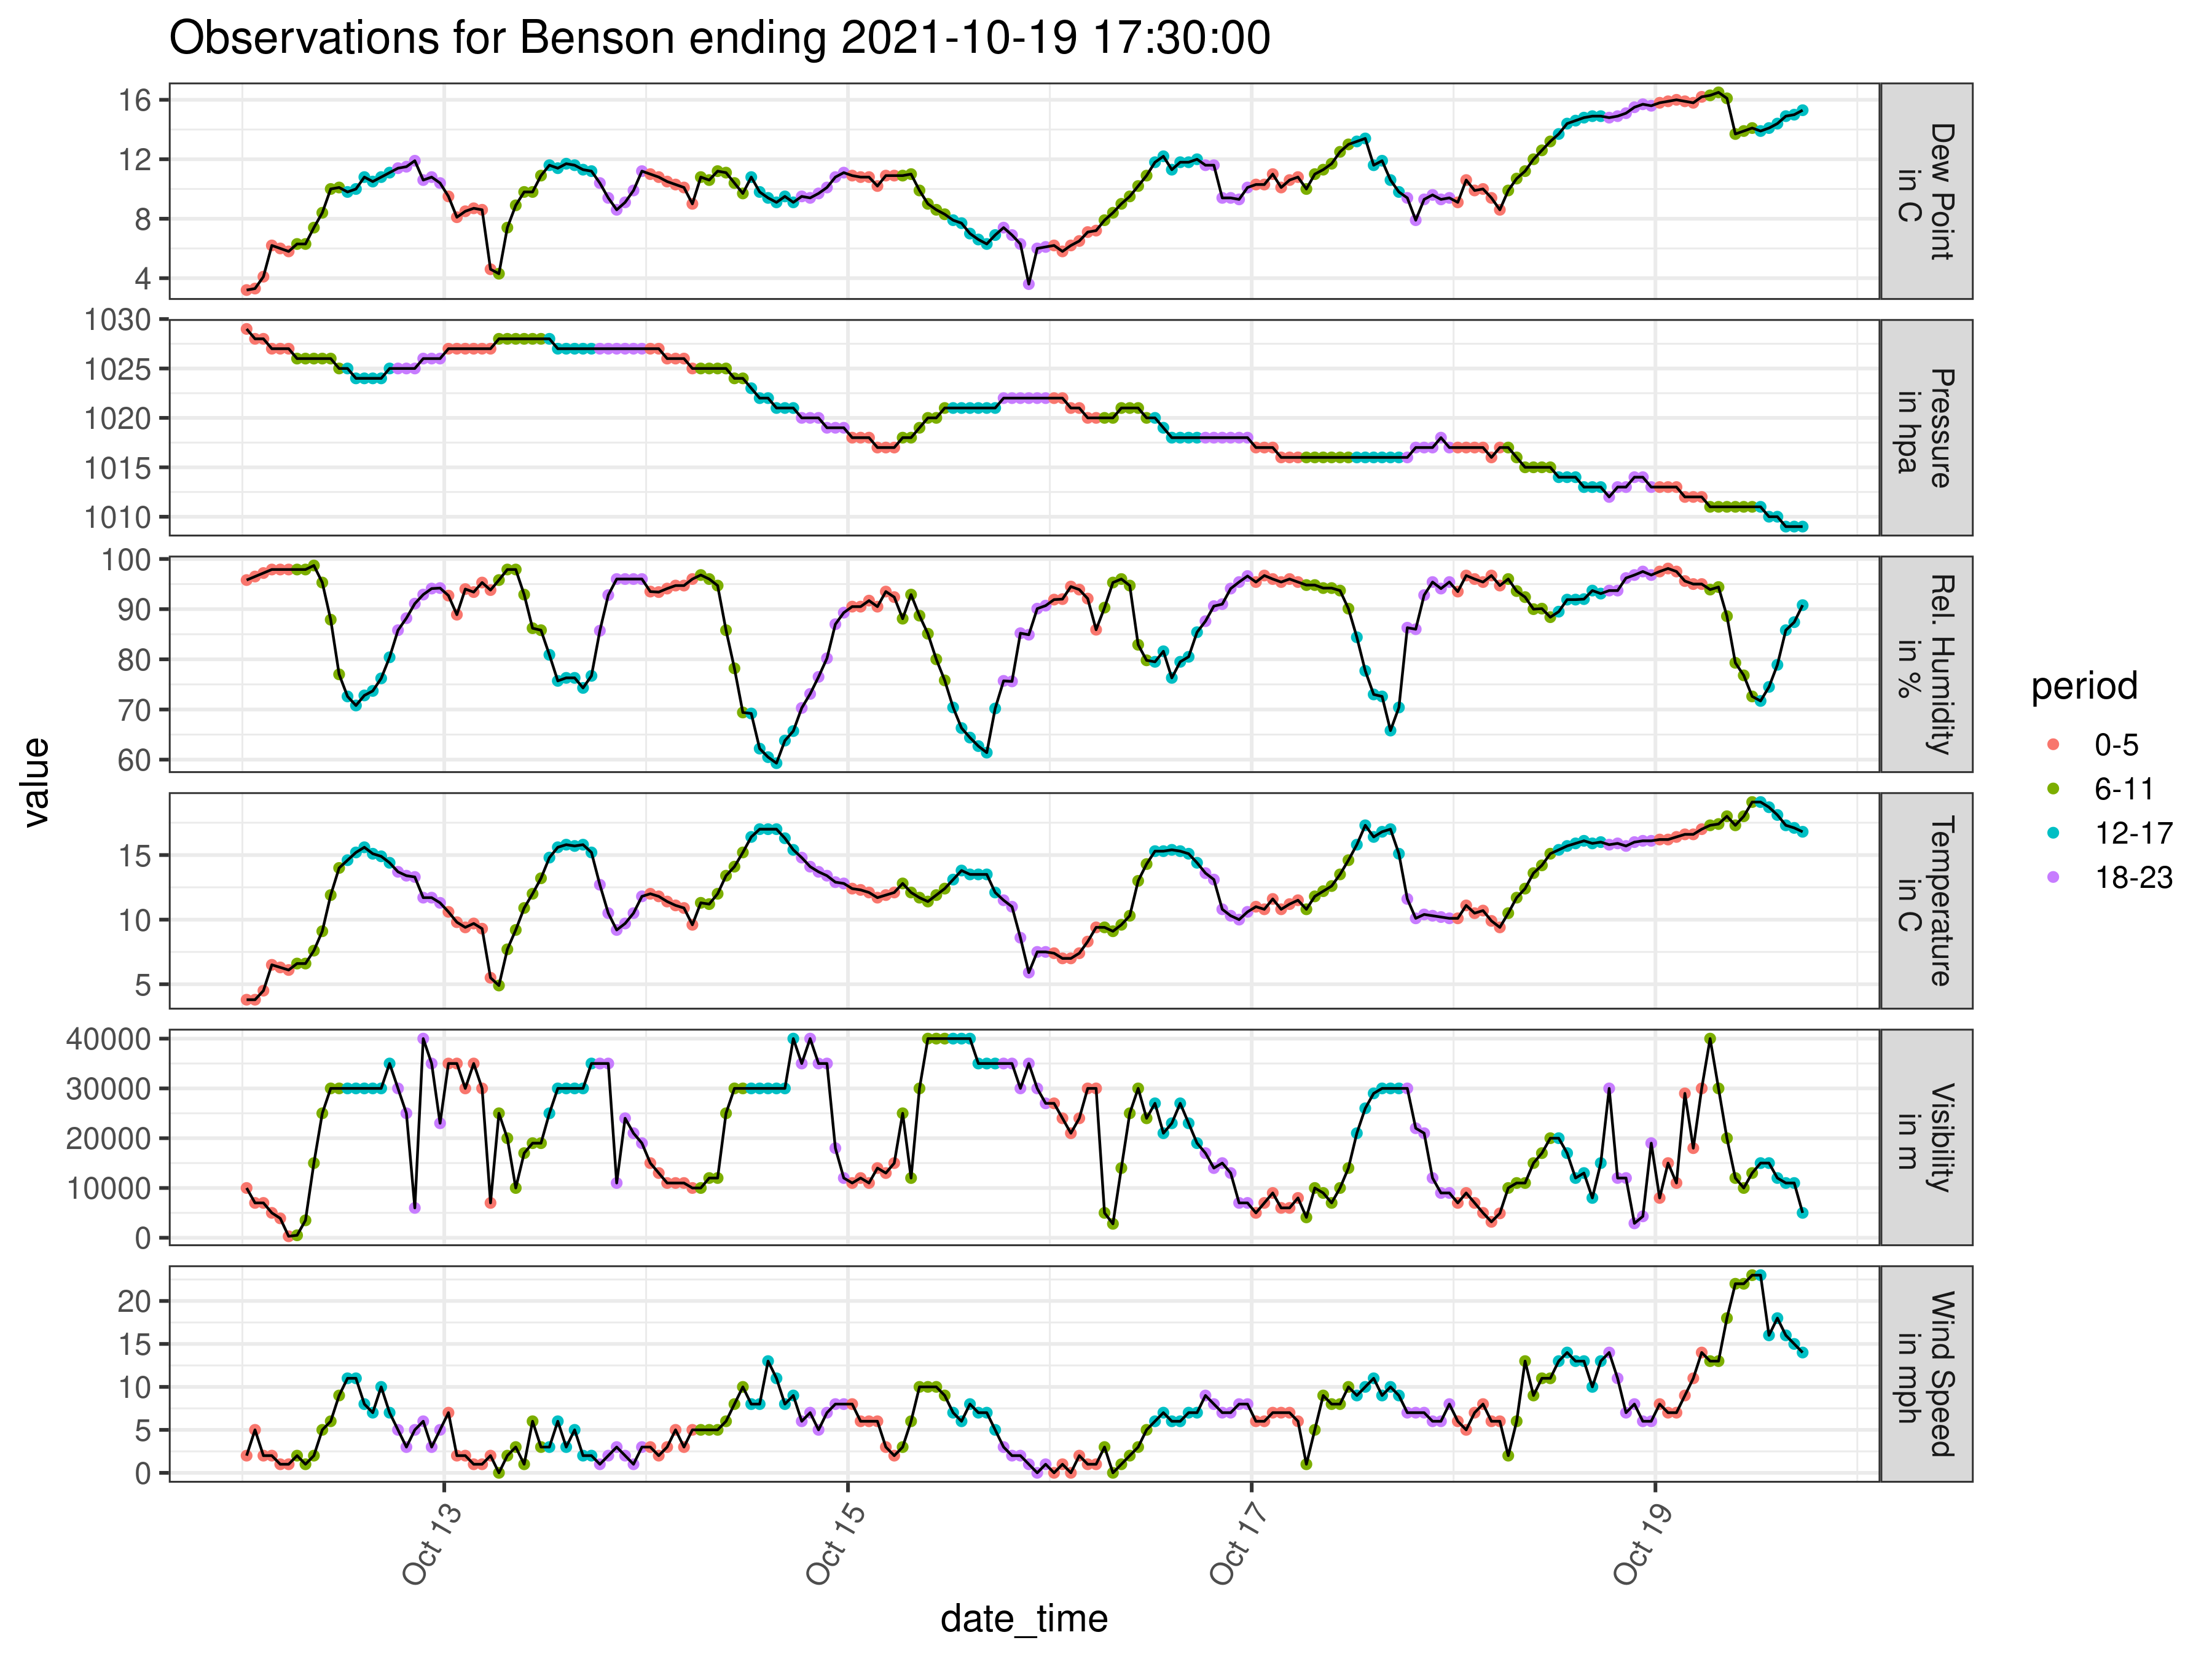 Observations for Benson ending 2021-10-19 17:30:00
value
16
12
8
4
Dew Point
in C
1030
1025
1020
1015
1010
Pressure
in hpa
100
90
80
70
60
Rel. Humidity
in %
15
10
5
Temperature
in C
40000
30000
20000
10000
0
Visibility
in m
20
15
10
5
0
Wind Speed
in mph
Oct 13
Oct 15
Oct 17
Oct 19
date_time
period
0-5
6-11
12-17
18-23